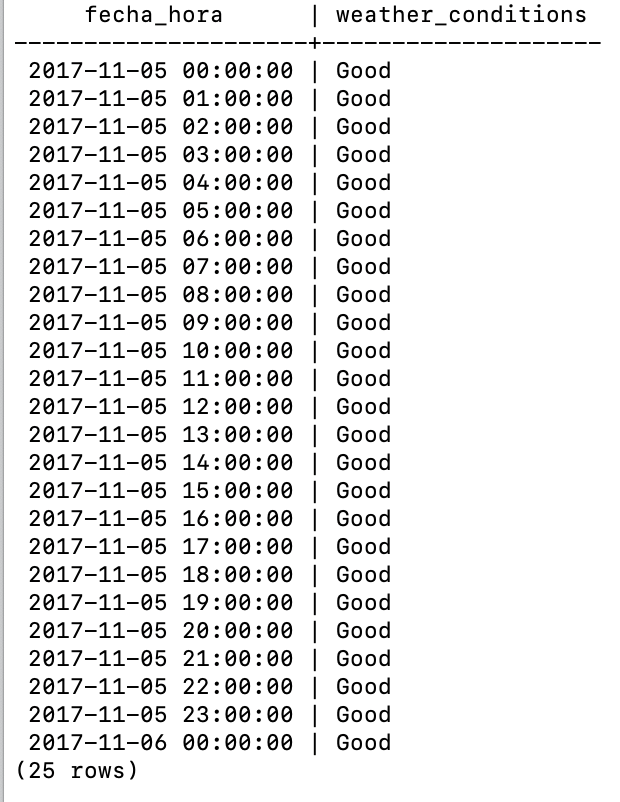 fecha_hora | weather_conditions
---------------------+--------------------
2017-11-05 00:00:00 | Good
2017-11-05 01:00:00 | Good
2017-11-05 02:00:00 | Good
2017-11-05 03:00:00 | Good
2017-11-05 04:00:00 | Good
2017-11-05 05:00:00 | Good
2017-11-05 06:00:00 | Good
2017-11-05 07:00:00 | Good
2017-11-05 08:00:00 | Good
2017-11-05 09:00:00 | Good
2017-11-05 10:00:00 | Good
2017-11-05 11:00:00 | Good
2017-11-05 12:00:00 | Good
2017-11-05 13:00:00 | Good
2017-11-05 14:00:00 | Good
2017-11-05 15:00:00 | Good
2017-11-05 16:00:00 | Good
2017-11-05 17:00:00 | Good
2017-11-05 18:00:00 | Good
2017-11-05 19:00:00 | Good
2017-11-05 20:00:00 | Good
2017-11-05 21:00:00 | Good
2017-11-05 22:00:00 | Good
2017-11-05 23:00:00 | Good
2017-11-06 00:00:00 | Good
(25 rows)